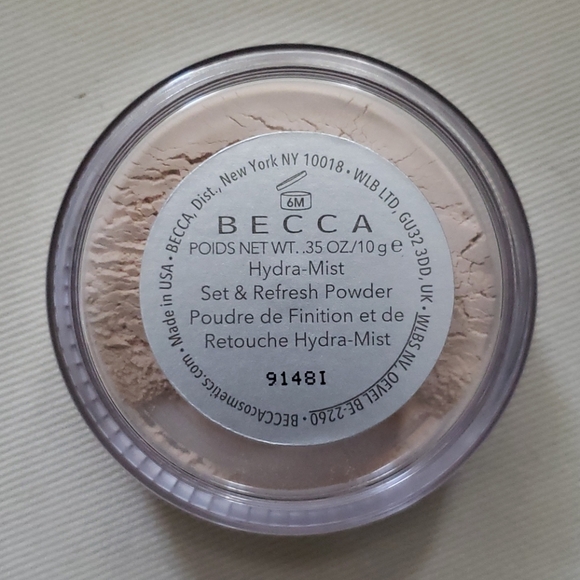 BECCA, Dist., New York NY 10018 • WLB LTD, GU32 3DD, UK • WLBS NV, OEVEL BE-2260 • BECCAcosmetics.com • Made in USA •
6M
BECCA
POIDS NET WT. .35 OZ/10 g e
Hydra-Mist
Set & Refresh Powder
Poudre de Finition et de
Retouche Hydra-Mist
9148I